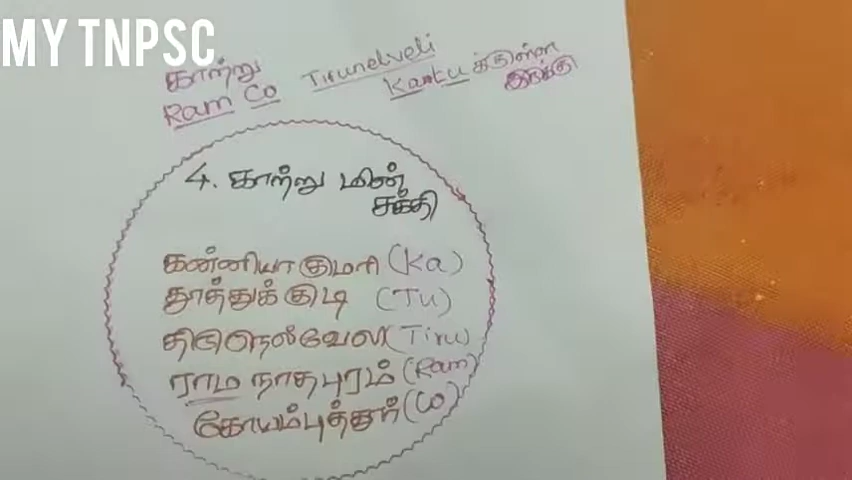 MY TNPSC
காற்று Tirunelveli
Ram Co Kaatu க்குள்ள
இருக்கு
4. காற்று மின்
சக்தி
கன்னியாகுமரி (Ka)
தூத்துக்குடி (Tu)
திருநெல்வேலி (Tiru)
ராமநாதபுரம் (Ram)
கோயம்புத்தூர் (Co)